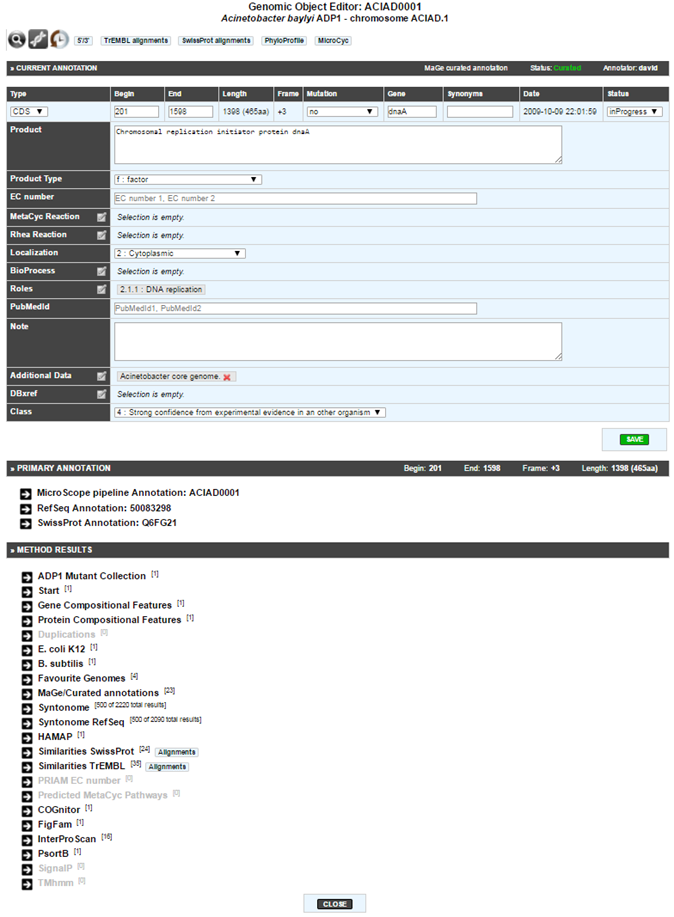 Genomic Object Editor: ACIAD0001
Acinetobacter baylyi ADP1 - chromosome ACIAD.1
5'/3' TrEMBL alignments SwissProt alignments PhyloProfile MicroCyc
» CURRENT ANNOTATION MaGe curated annotation Status: Curated Annotator: david
Type Begin End Length Frame Mutation Gene Synonyms Date Status
CDS ▼ 201 1598 1398 (465aa) +3 no ▼ dnaA 2009-10-09 22:01:59 inProgress ▼
Product Chromosomal replication initiator protein dnaA
Product Type f : factor ▼
EC number EC number 1, EC number 2
MetaCyc Reaction Selection is empty.
Rhea Reaction Selection is empty.
Localization 2 : Cytoplasmic ▼
BioProcess Selection is empty.
Roles 2.1.1 : DNA replication
PubMedId PubMedId1, PubMedId2
Note
Additional Data Acinetobacter core genome.
DBxref Selection is empty.
Class 4 : Strong confidence from experimental evidence in an other organism ▼
SAVE
» PRIMARY ANNOTATION Begin: 201 End: 1598 Frame: +3 Length: 1398 (465aa)
MicroScope pipeline Annotation: ACIAD0001
RefSeq Annotation: 50083298
SwissProt Annotation: Q6FG21
» METHOD RESULTS
ADP1 Mutant Collection [1]
Start [1]
Gene Compositional Features [1]
Protein Compositional Features [1]
Duplications [0]
E. coli K12 [1]
B. subtilis [1]
Favourite Genomes [4]
MaGe/Curated annotations [23]
Syntonome [500 of 2220 total results]
Syntonome RefSeq [500 of 2090 total results]
HAMAP [1]
Similarities SwissProt [24] Alignments
Similarities TrEMBL [35] Alignments
PRIAM EC number [0]
Predicted MetaCyc Pathways [0]
COGnitor [1]
FigFam [1]
InterProScan [16]
PsortB [1]
SignalP [0]
TMhmm [0]
CLOSE